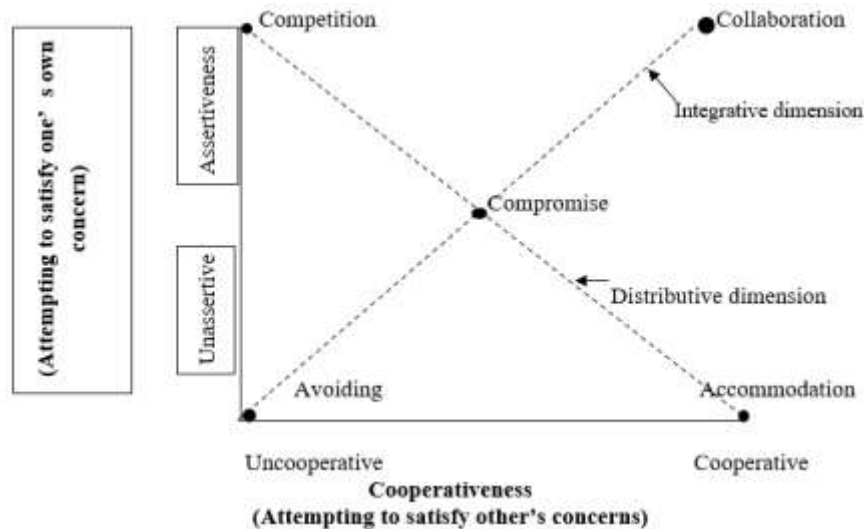 Competition
Collaboration
(Attempting to satisfy one’ s own
concern)
Assertiveness
Integrative dimension
Compromise
Unassertive
Distributive dimension
Avoiding
Accommodation
Uncooperative
Cooperative
Cooperativeness
(Attempting to satisfy other's concerns)